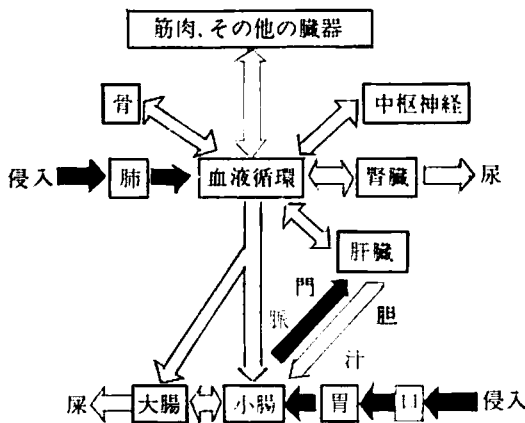 筋肉、その他の臓器
骨
中枢神経
侵入
肺
血液循環
腎臓
尿
肝臓
門
脈
胆
汁
屎
大腸
小腸
胃
口
侵入